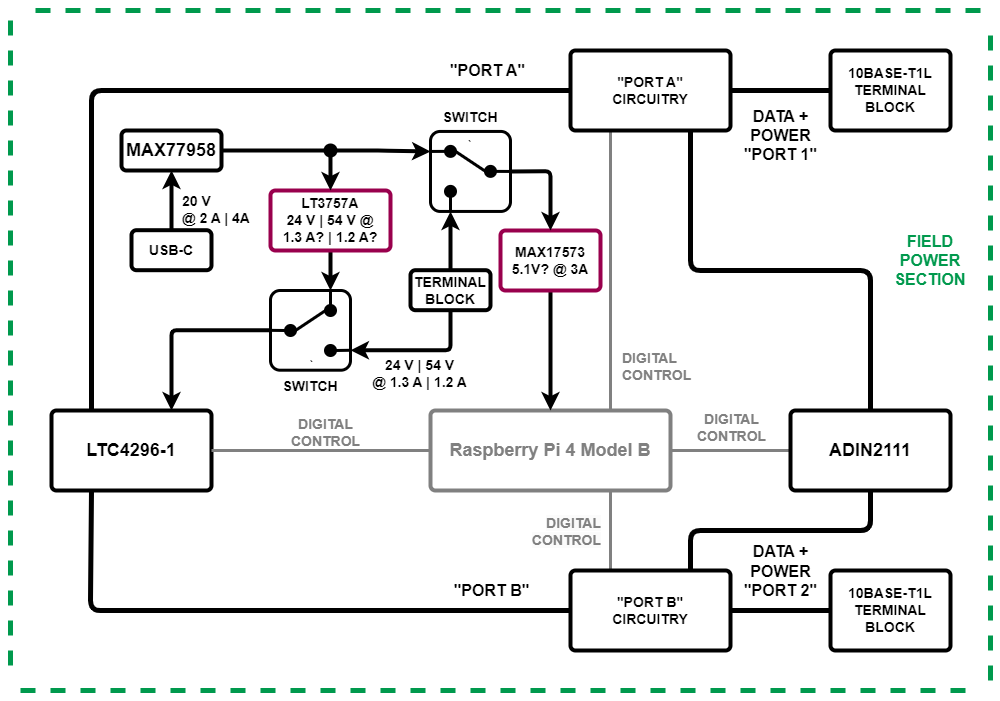 "PORT A"
"PORT A"
CIRCUITRY
10BASE-T1L
TERMINAL
BLOCK
DATA +
POWER
"PORT 1"
SWITCH
MAX77958
20 V
@ 2 A | 4A
USB-C
LT3757A
24 V | 54 V @
1.3 A? | 1.2 A?
MAX17573
5.1V? @ 3A
FIELD
POWER
SECTION
TERMINAL
BLOCK
24 V | 54 V
@ 1.3 A | 1.2 A
SWITCH
DIGITAL
CONTROL
LTC4296-1
DIGITAL
CONTROL
Raspberry Pi 4 Model B
DIGITAL
CONTROL
ADIN2111
DIGITAL
CONTROL
"PORT B"
"PORT B"
CIRCUITRY
DATA +
POWER
"PORT 2"
10BASE-T1L
TERMINAL
BLOCK